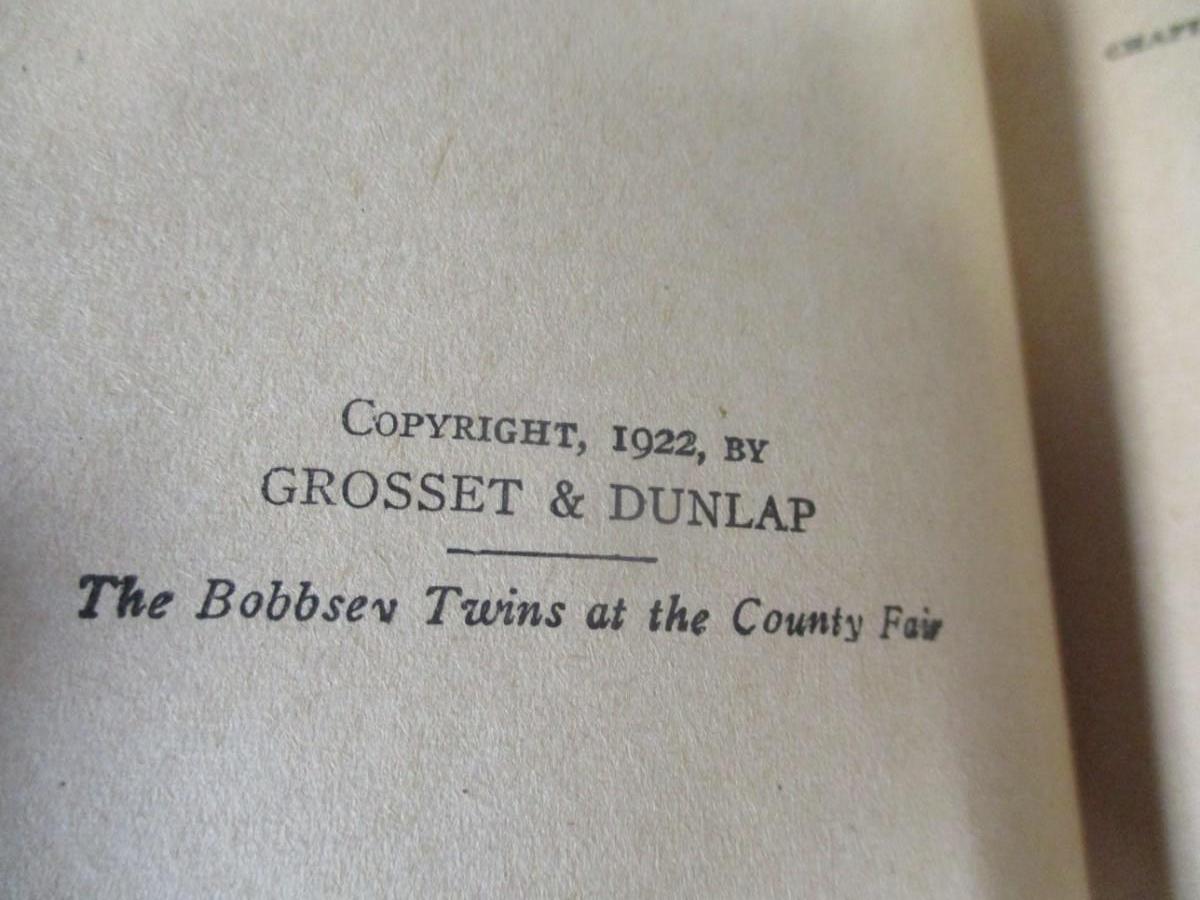 COPYRIGHT, 1922, BY
GROSSET & DUNLAP
The Bobbsey Twins at the County Fair